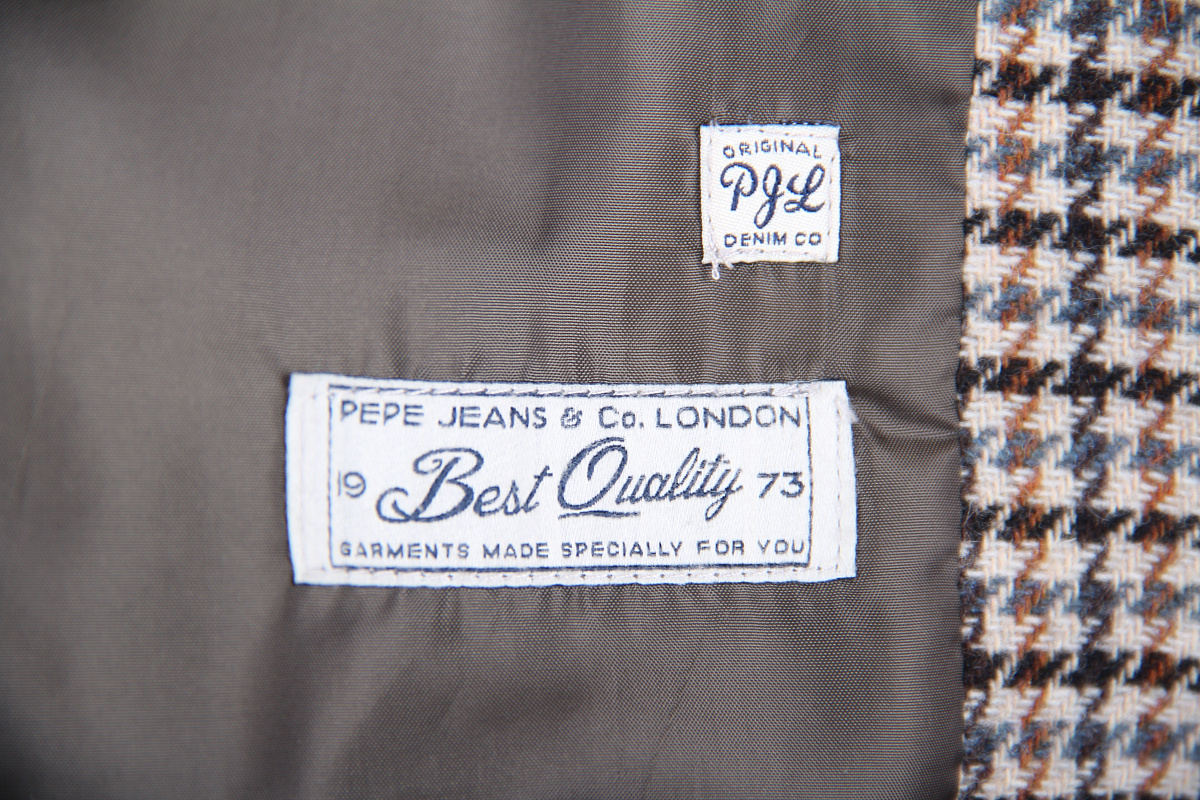 ORIGINAL
PJL
DENIM CO
PEPE JEANS & Co. LONDON
19 Best Quality 73
GARMENTS MADE SPECIALLY FOR YOU